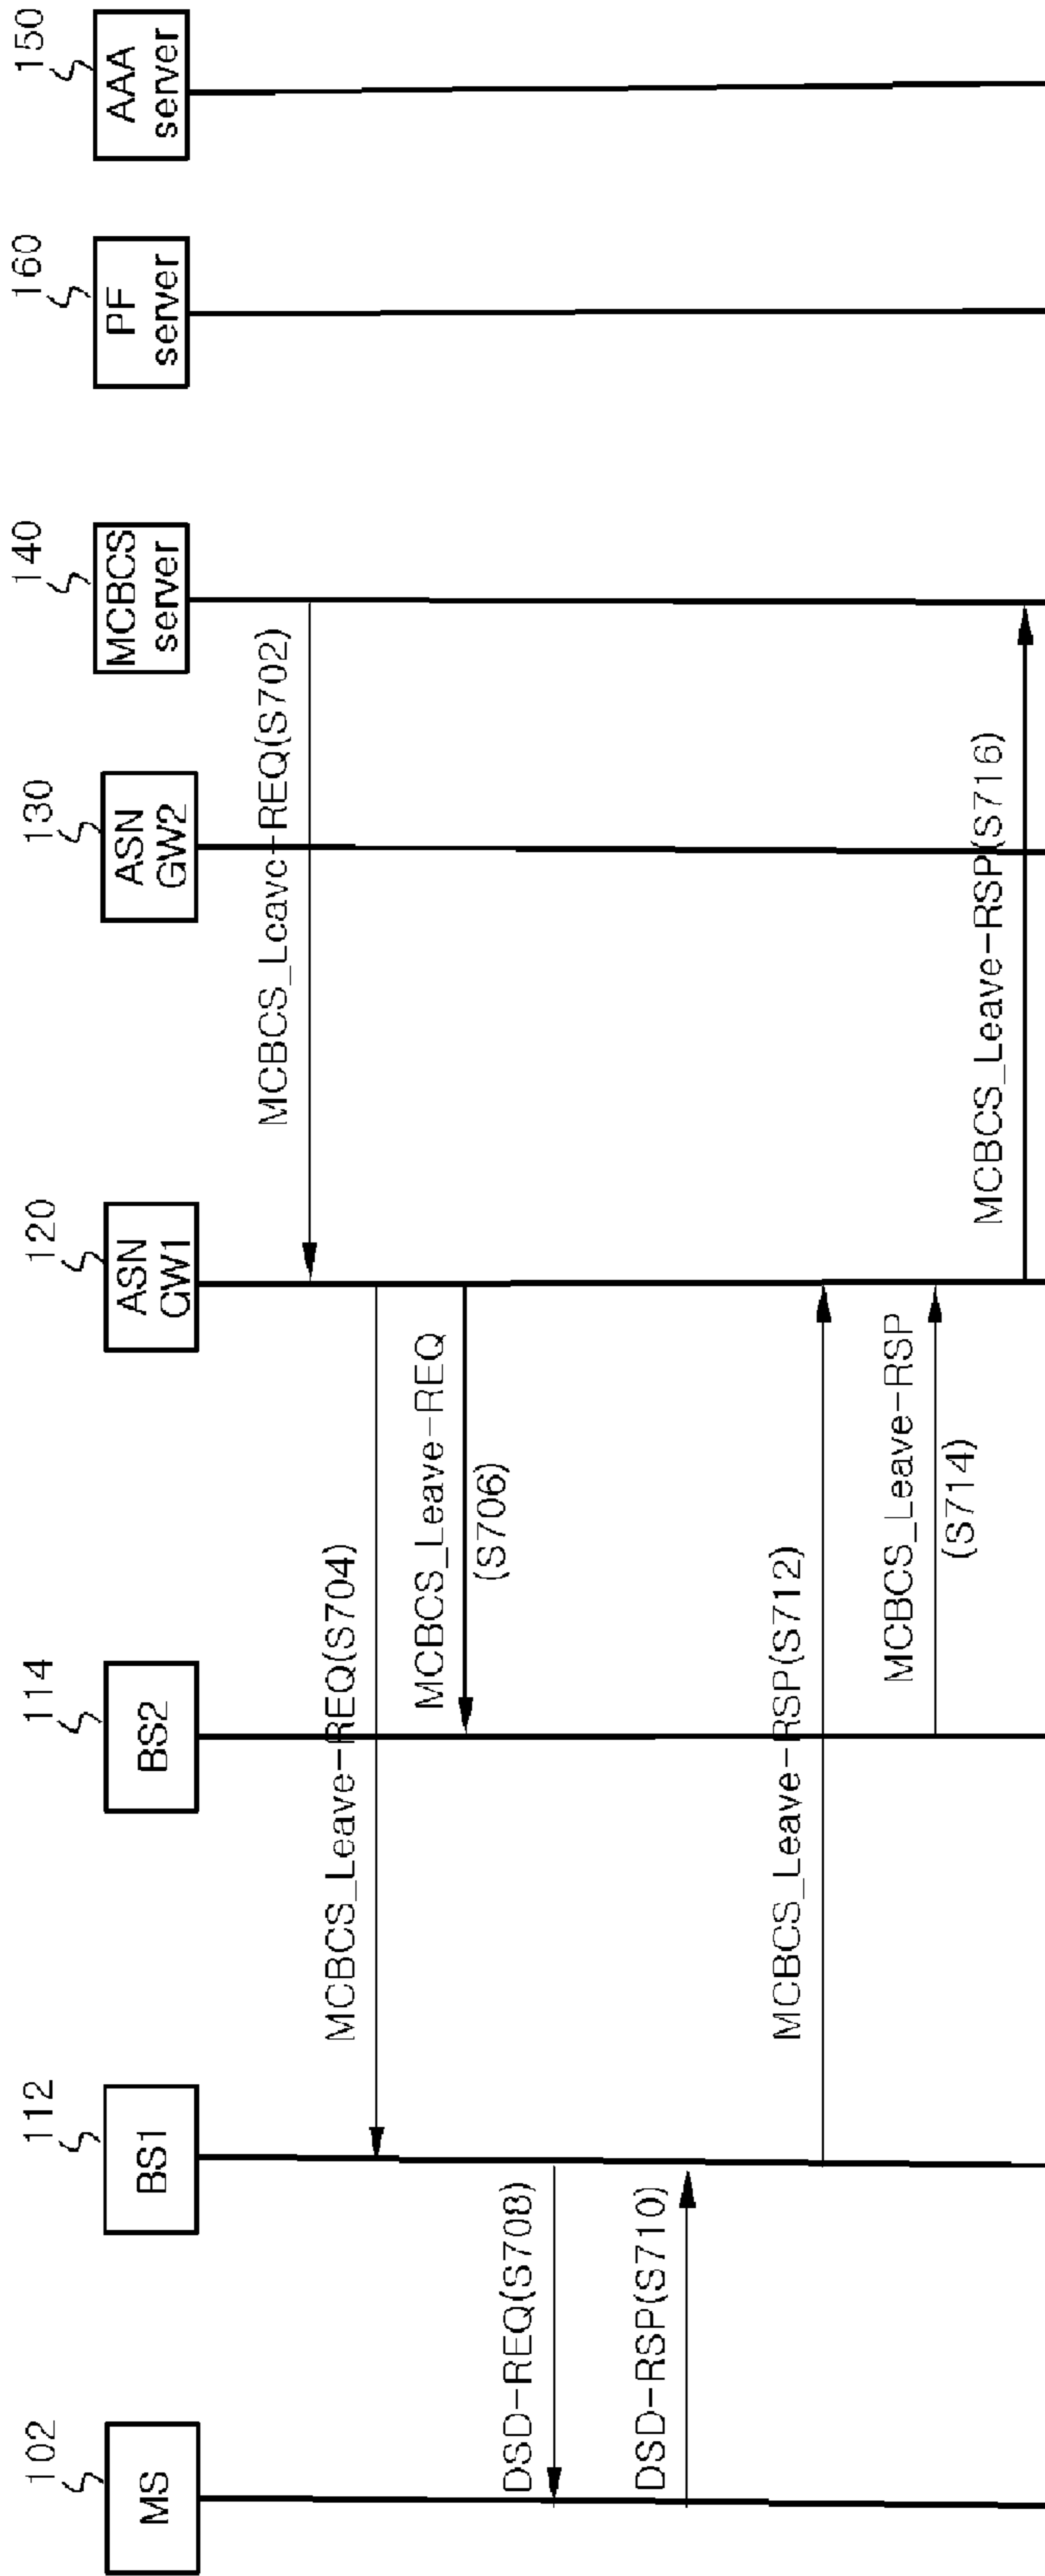 102
MS
112
BS1
114
BS2
120
ASN
GW1
130
ASN
GW2
140
MCBCS
server
160
PF
server
150
AAA
server
MCBCS_Leave-REQ(S702)
MCBCS_Leave-REQ(S704)
MCBCS_Leave-REQ
(S706)
DSD-REQ(S708)
DSD-RSP(S710)
MCBCS_Leave-RSP(S712)
MCBCS_Leave-RSP
(S714)
MCBCS_Leave-RSP(S716)